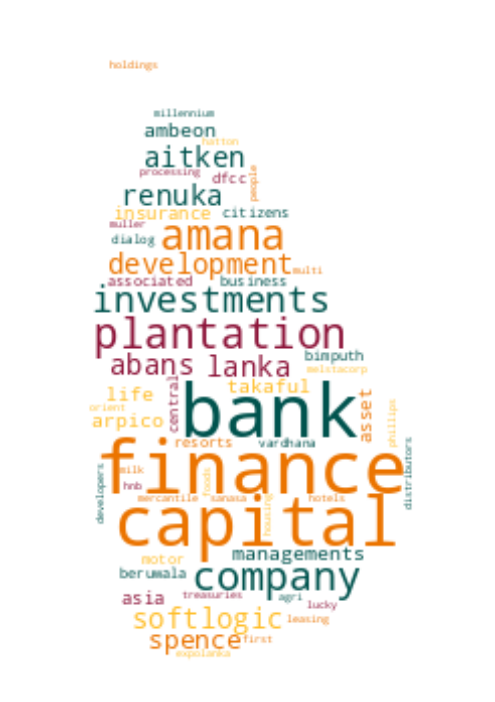 holdings
millennium
ambeon
hatton
aitken
processing
dfcc
people
renuka
insurance citizens
muller
dialog amana
development multi
associated business
investments
plantation
abans lanka bimputh
melstacorp
life central takaful asset
orient
arpico bank phillips
resorts vardhana
finance
developers milk foods distributors
hnb
mercantile sanasa housing hotels
capital
motor managements
beruwala company
asia treasuries agri
lucky
softlogic leasing
spence first
expolanka